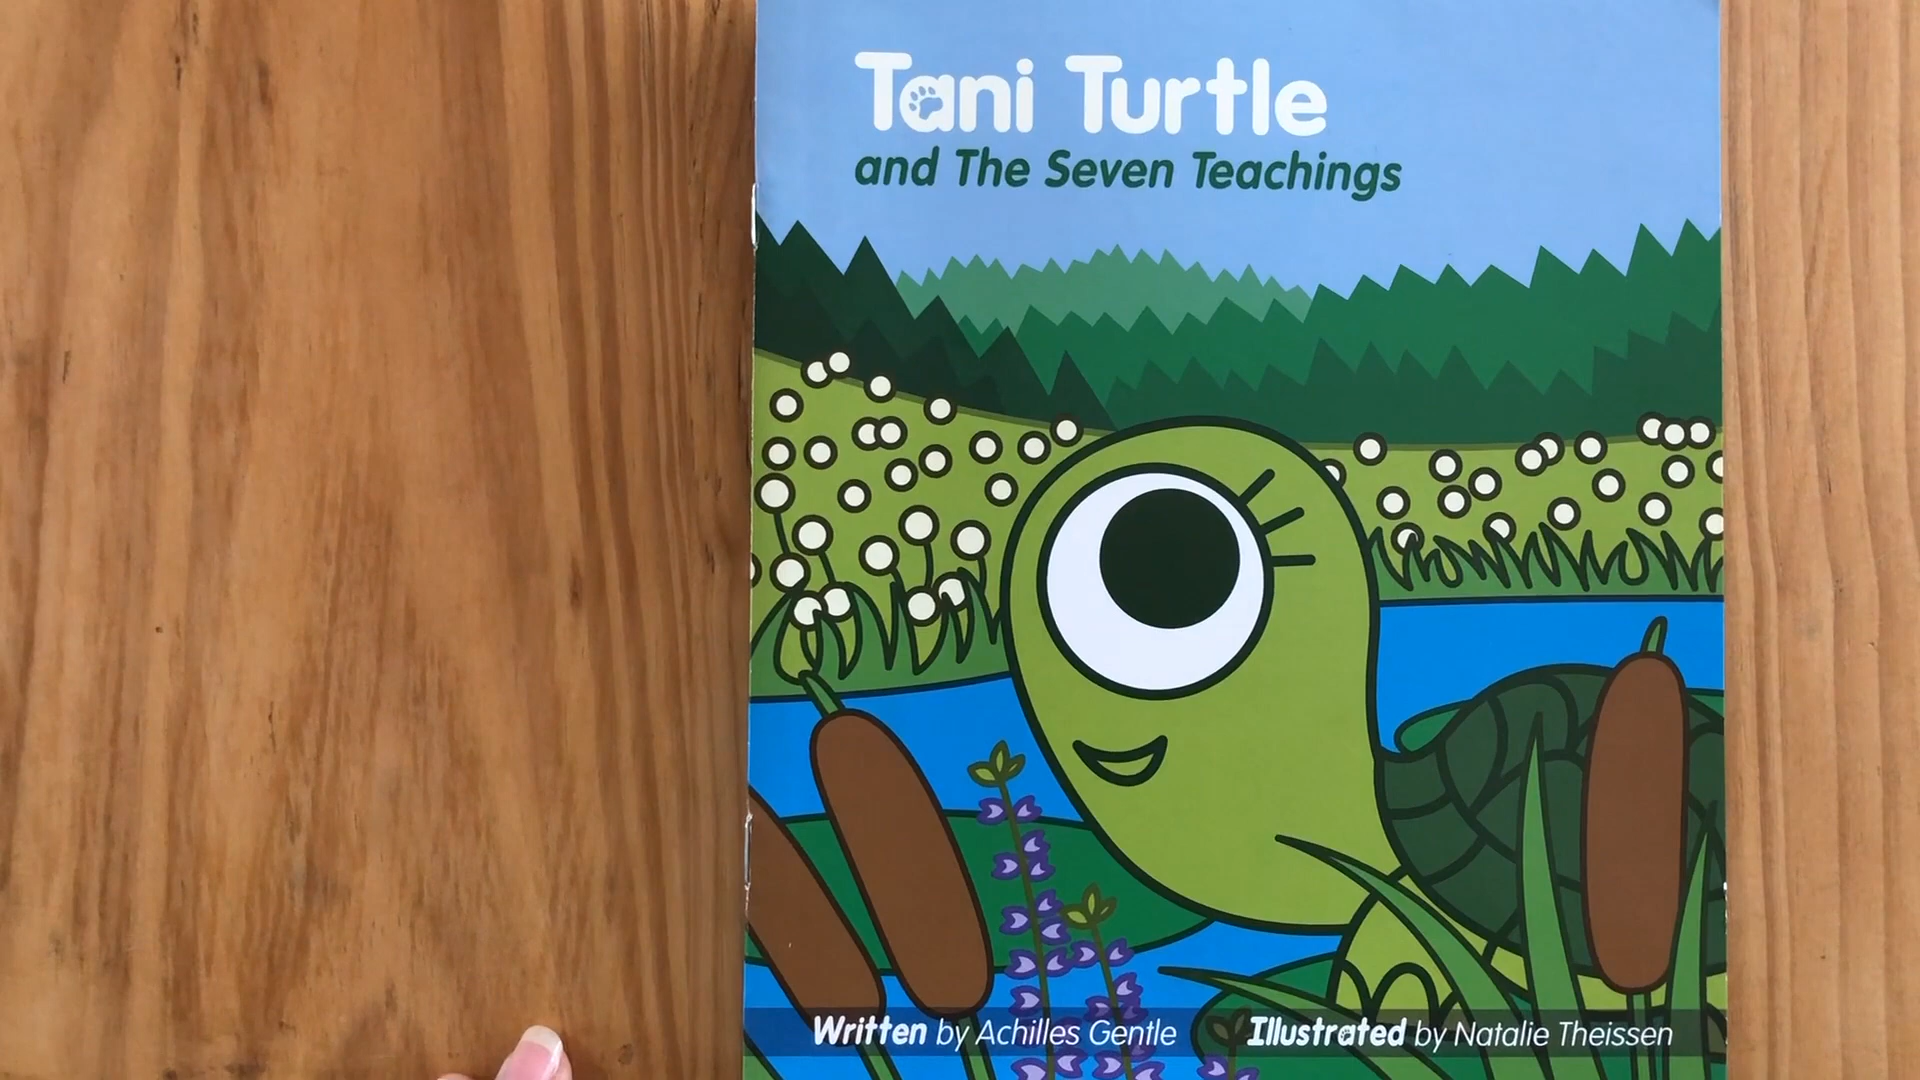 Tani Turtle
and The Seven Teachings
Written by Achilles Gentle
Illustrated by Natalie Theissen